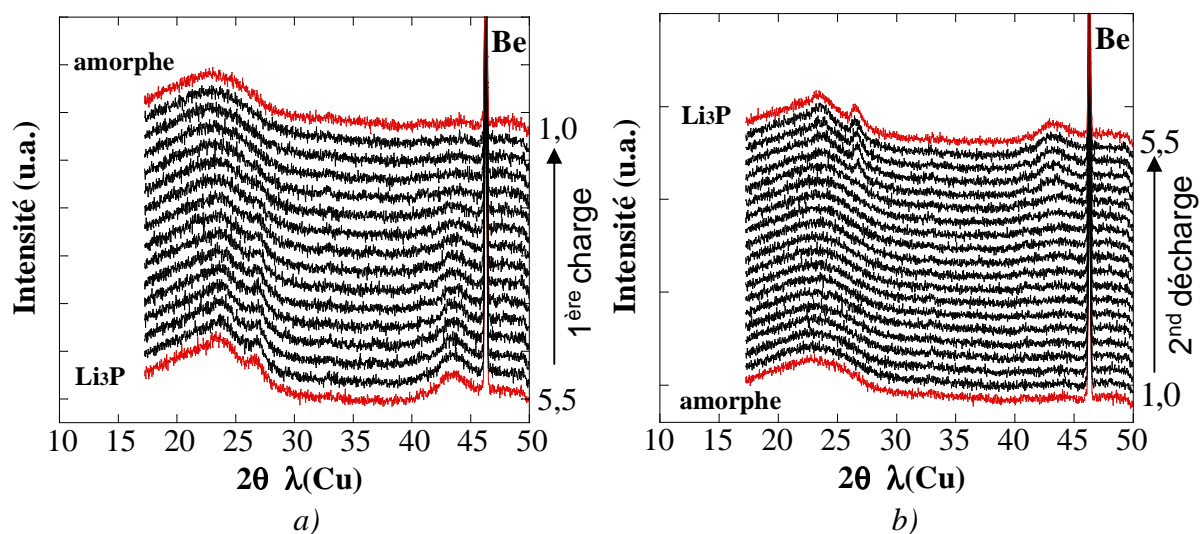 Be
amorphe
1,0
Intensité (u.a.)
1ère charge
Li3P
5,5
10 15 20 25 30 35 40 45 50
2θ λ(Cu)
a)
Be
Li3P
5,5
Intensité (u.a.)
2nd décharge
1,0
amorphe
10 15 20 25 30 35 40 45 50
2θ λ(Cu)
b)